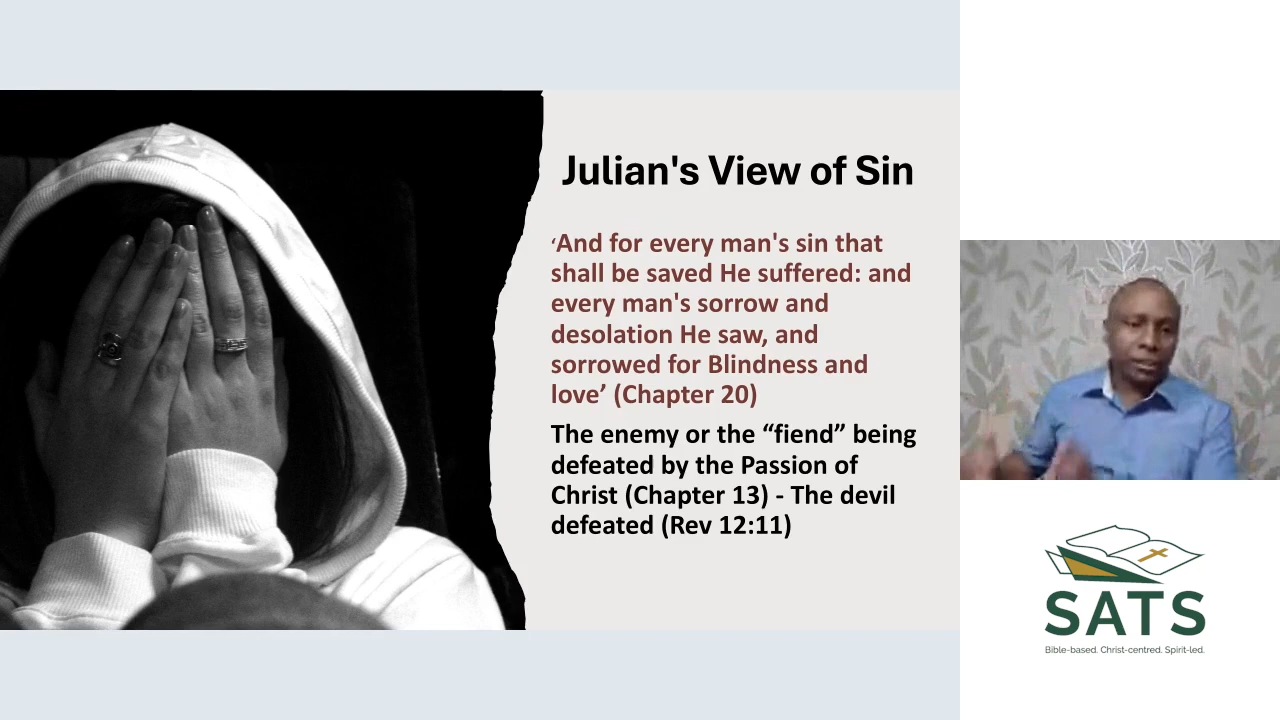 Julian's View of Sin
‘And for every man's sin that
shall be saved He suffered: and
every man's sorrow and
desolation He saw, and
sorrowed for Blindness and
love’ (Chapter 20)
The enemy or the “fiend” being
defeated by the Passion of
Christ (Chapter 13) - The devil
defeated (Rev 12:11)
SATS
Bible-based. Christ-centred. Spirit-led.